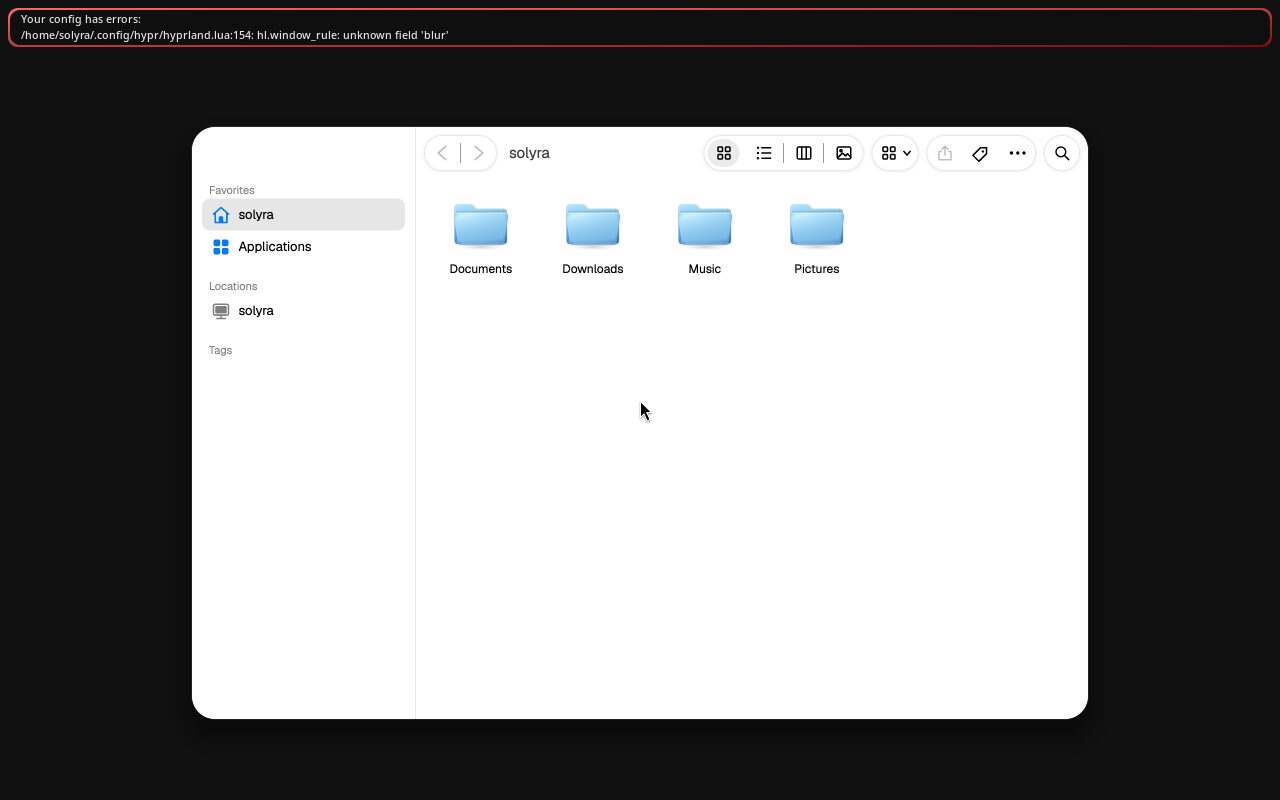 Your config has errors:
/home/solyra/.config/hypr/hyprland.lua:154: hl.window_rule: unknown field 'blur'
solyra
Favorites
solyra
Applications
Locations
solyra
Tags
Documents
Downloads
Music
Pictures